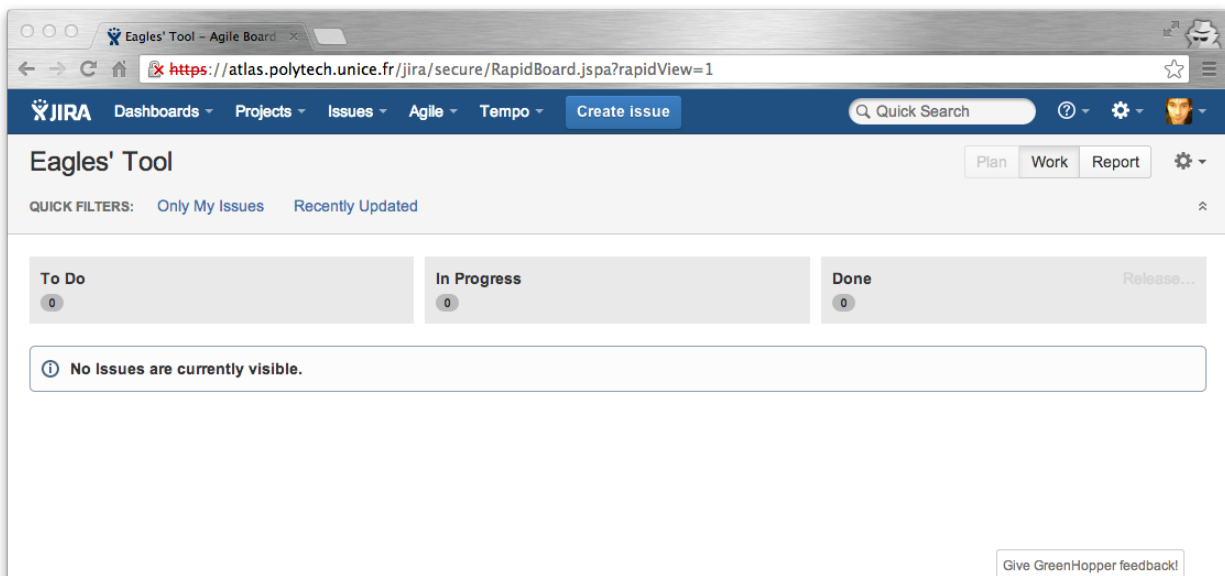 Eagles' Tool – Agile Board
https://atlas.polytech.unice.fr/jira/secure/RapidBoard.jspa?rapidView=1
JIRA Dashboards Projects Issues Agile Tempo Create issue Quick Search
Eagles' Tool Plan Work Report
QUICK FILTERS: Only My Issues Recently Updated
To Do In Progress Done Release...
0 0 0
No Issues are currently visible.
Give GreenHopper feedback!